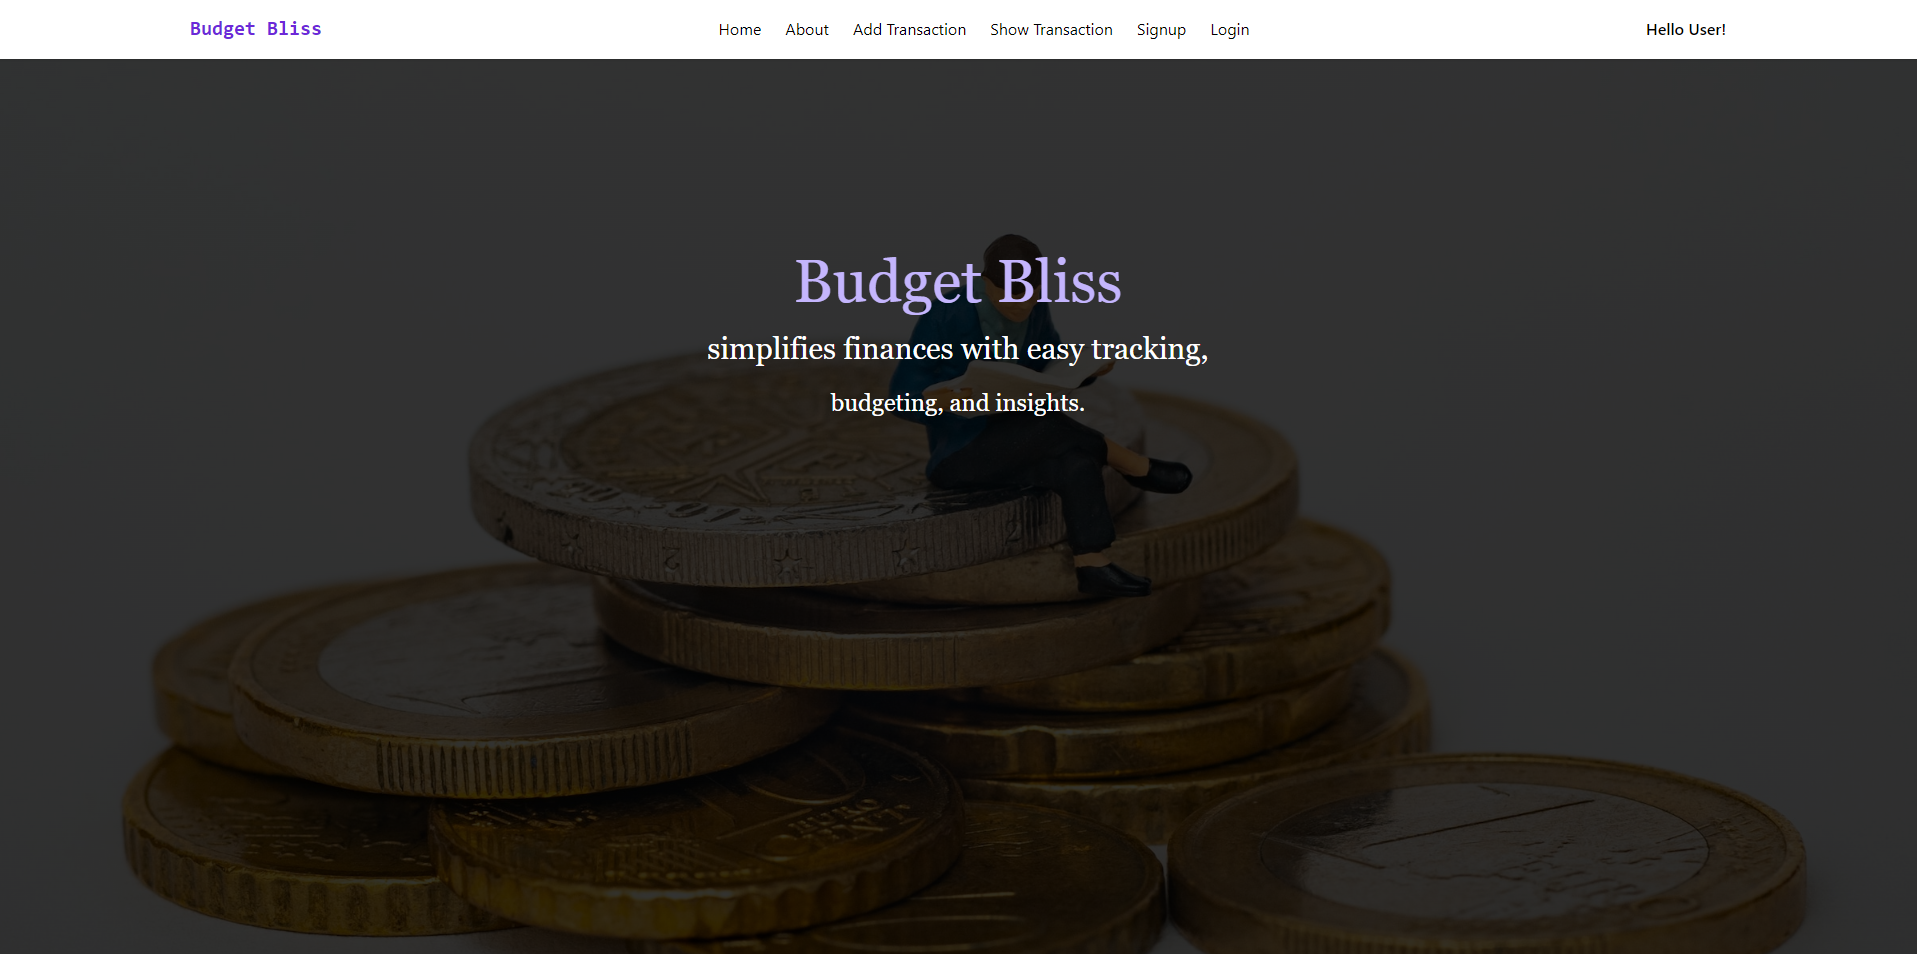 Budget Bliss
Home About Add Transaction Show Transaction Signup Login
Hello User!
Budget Bliss
simplifies finances with easy tracking,
budgeting, and insights.